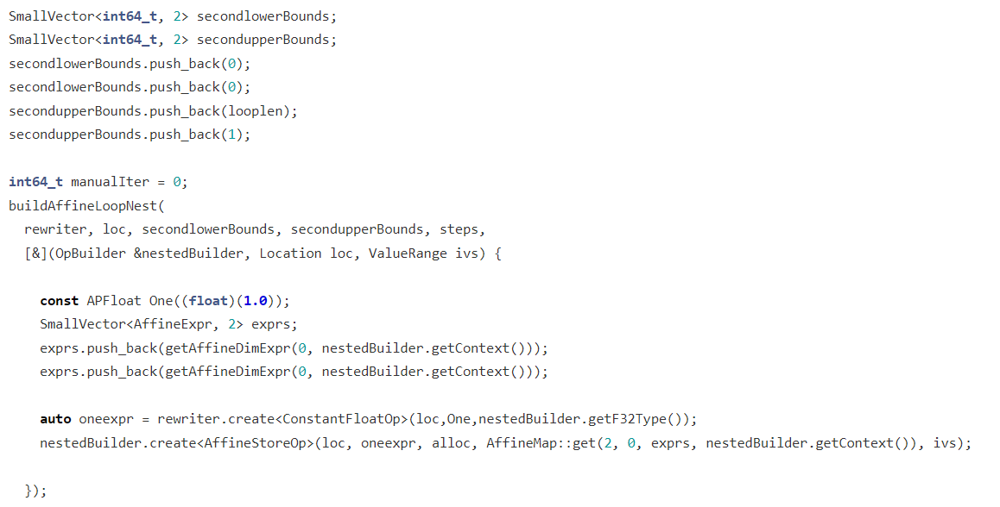 SmallVector<int64_t, 2> secondlowerBounds;
SmallVector<int64_t, 2> secondupperBounds;
secondlowerBounds.push_back(0);
secondlowerBounds.push_back(0);
secondupperBounds.push_back(looplen);
secondupperBounds.push_back(1);
int64_t manualIter = 0;
buildAffineLoopNest(
rewriter, loc, secondlowerBounds, secondupperBounds, steps,
[&](OpBuilder &nestedBuilder, Location loc, ValueRange ivs) {
const APFloat One((float)(1.0));
SmallVector<AffineExpr, 2> exprs;
exprs.push_back(getAffineDimExpr(0, nestedBuilder.getContext()));
exprs.push_back(getAffineDimExpr(0, nestedBuilder.getContext()));
auto oneexpr = rewriter.create<ConstantFloatOp>(loc,One,nestedBuilder.getF32Type());
nestedBuilder.create<AffineStoreOp>(loc, oneexpr, alloc, AffineMap::get(2, 0, exprs, nestedBuilder.getContext()), ivs);
});